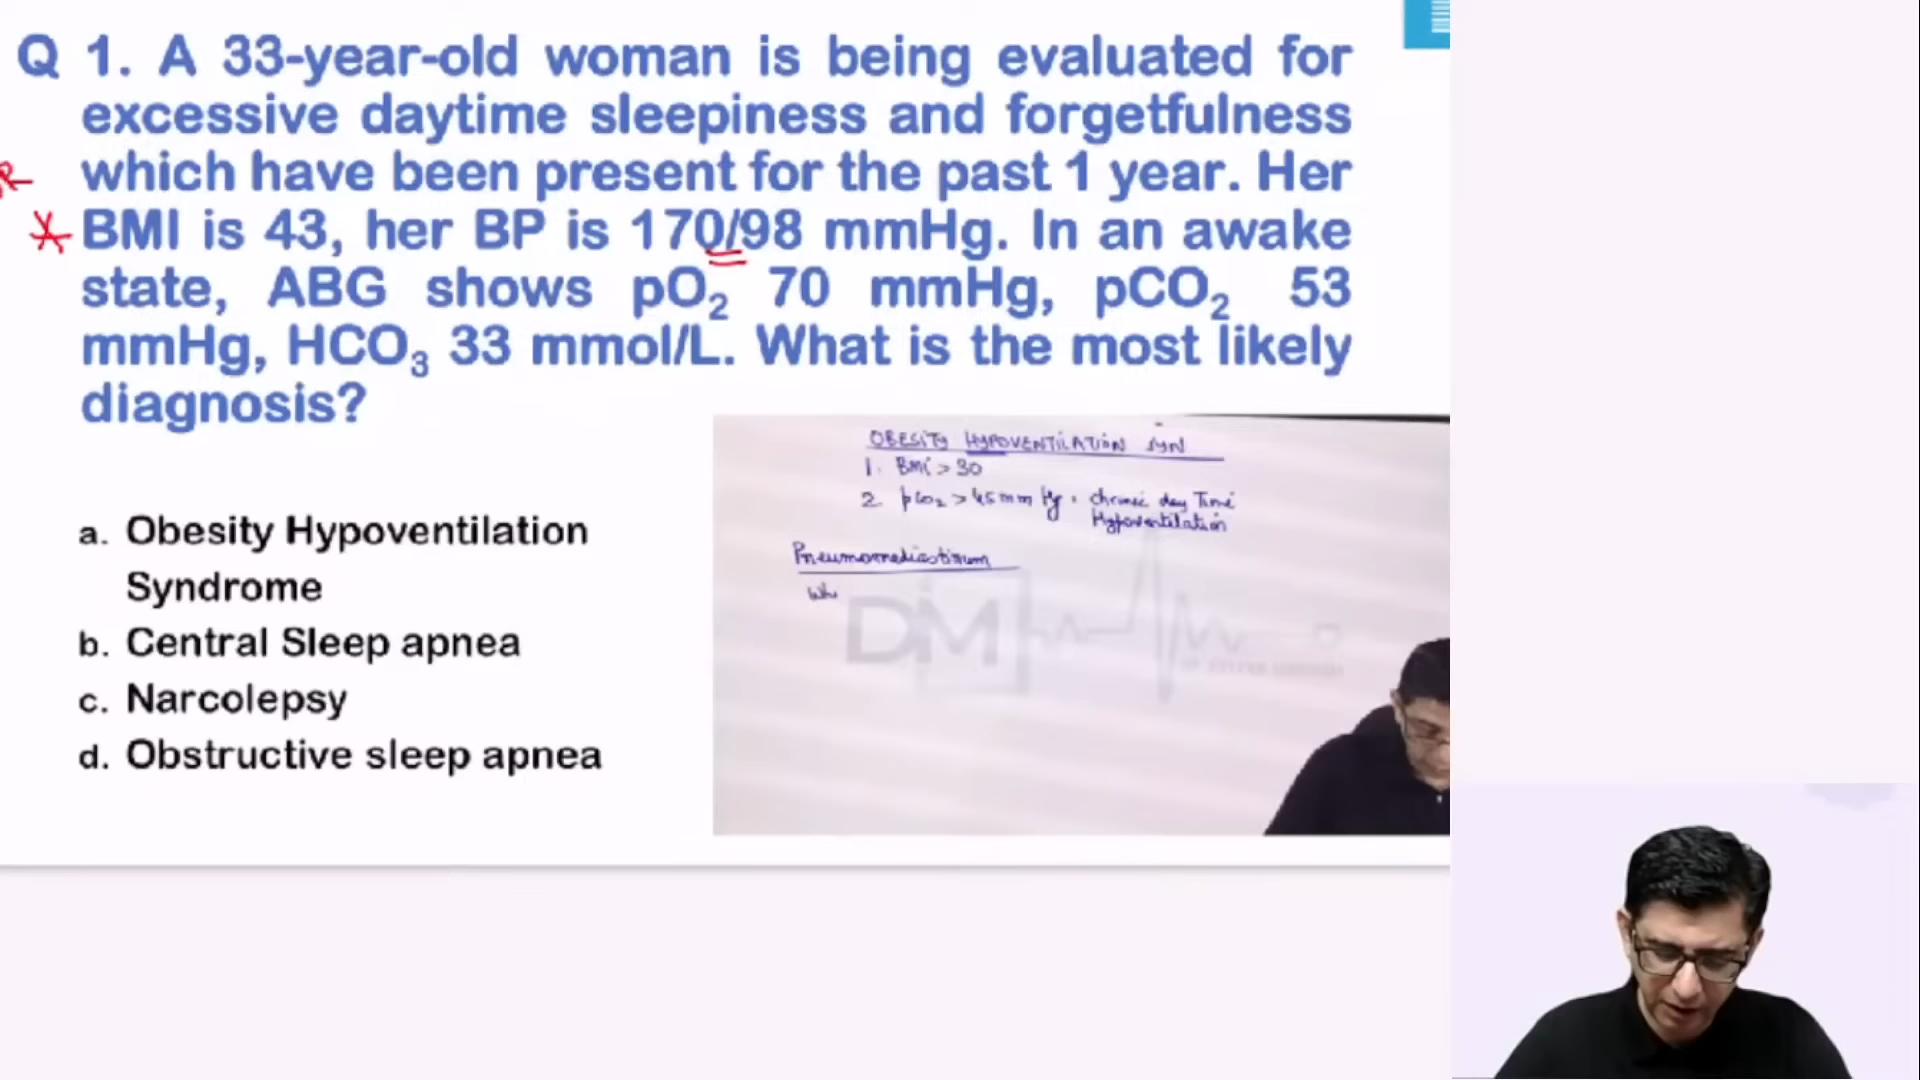 Q 1. A 33-year-old woman is being evaluated for
excessive daytime sleepiness and forgetfulness
which have been present for the past 1 year. Her
BMI is 43, her BP is 170/98 mmHg. In an awake
state, ABG shows pO₂ 70 mmHg, pCO₂ 53
mmHg, HCO₃ 33 mmol/L. What is the most likely
diagnosis?
a. Obesity Hypoventilation
Syndrome
b. Central Sleep apnea
c. Narcolepsy
d. Obstructive sleep apnea
OBESITY HYPOVENTILATION SYN
1. BMI > 30
2 pCO₂ > 45mm Hg. chronic day Time
Hypoventilation
Pneumomediastinum
Wh
DIM